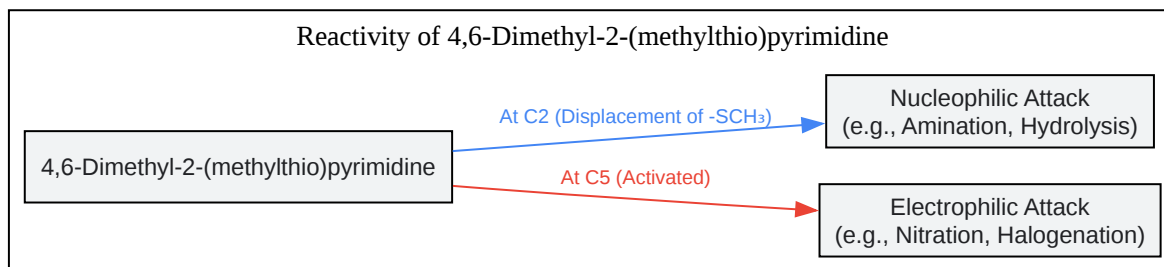 Reactivity of 4,6-Dimethyl-2-(methylthio)pyrimidine
4,6-Dimethyl-2-(methylthio)pyrimidine
At C2 (Displacement of -SCH₃)
Nucleophilic Attack
(e.g., Amination, Hydrolysis)
At C5 (Activated)
Electrophilic Attack
(e.g., Nitration, Halogenation)